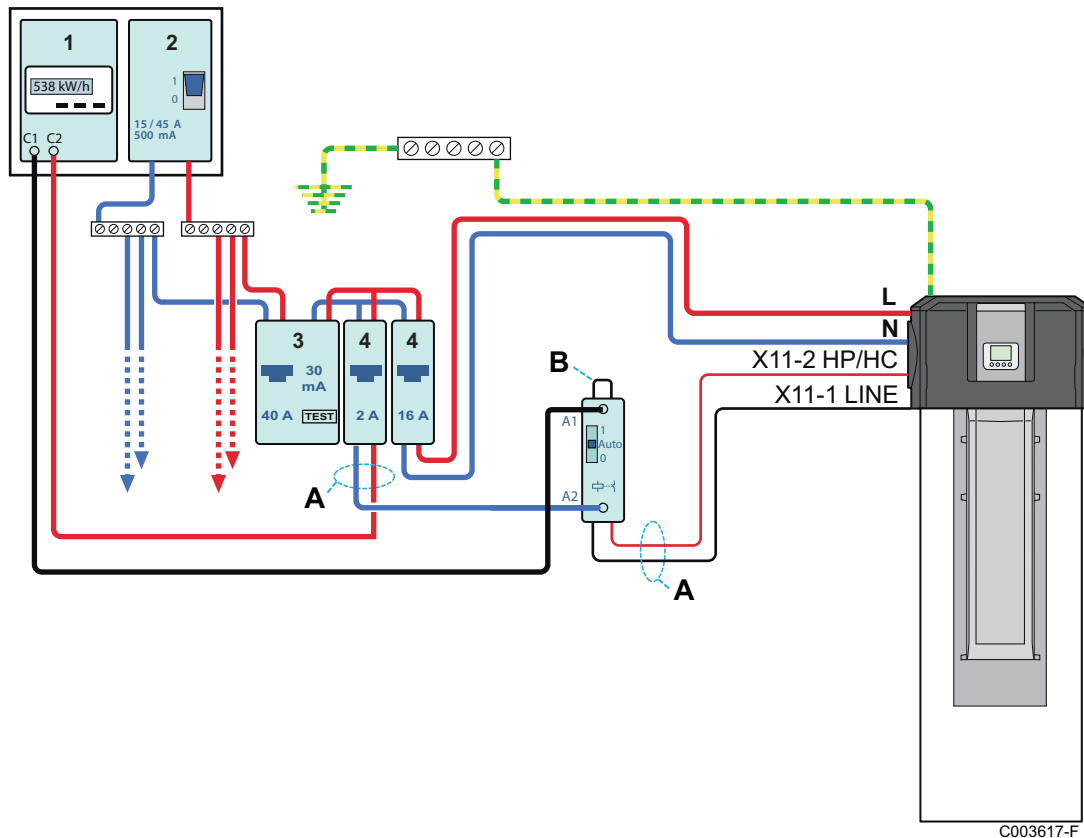 1
2
538 kW/h
1
0
15 / 45 A
500 mA
C1 C2
L
N
X11-2 HP/HC
X11-1 LINE
3
4
4
30
mA
40 A
TEST
2 A
16 A
B
A1
1
Auto
0
A2
A
A
C003617-F